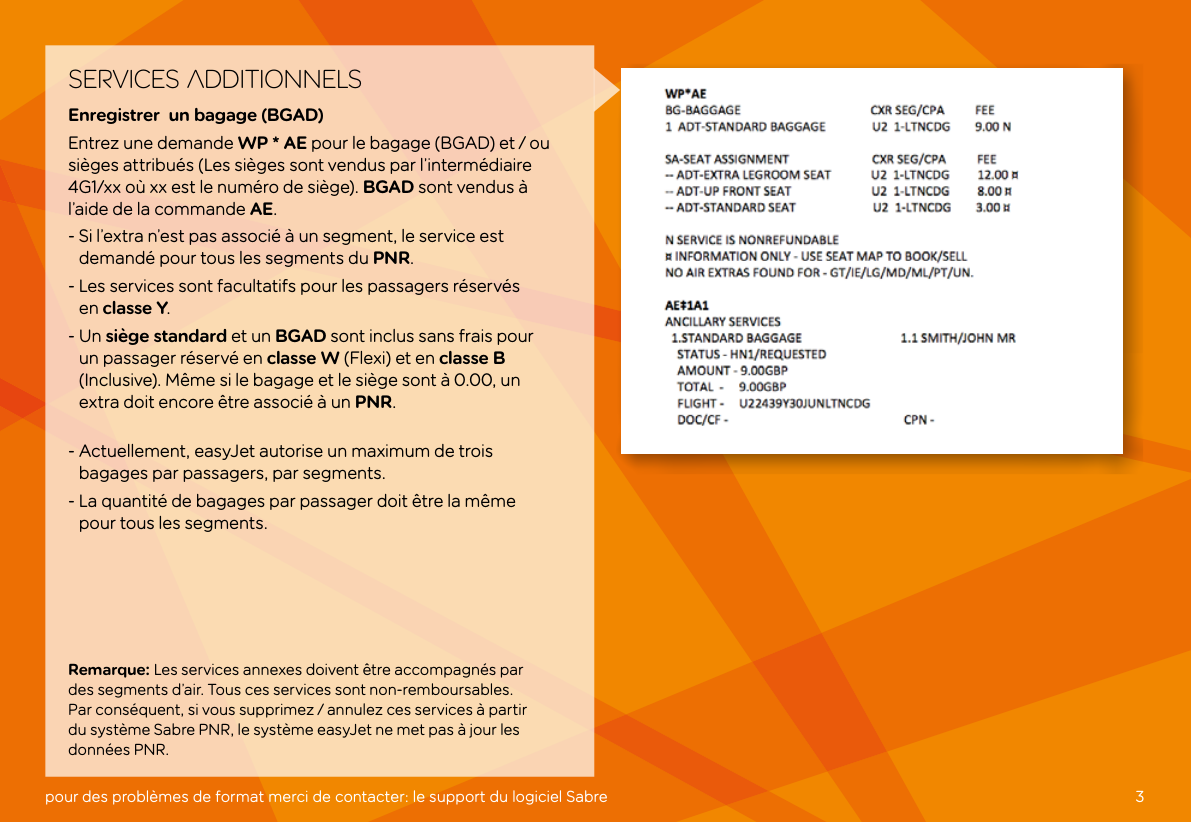 SERVICES ADDITIONNELS
Enregistrer un bagage (BGAD)
Entrez une demande WP * AE pour le bagage (BGAD) et / ou
sièges attribués (Les sièges sont vendus par l'intermédiaire
4G1/xx où xx est le numéro de siège). BGAD sont vendus à
l'aide de la commande AE.
- Si l'extra n'est pas associé à un segment, le service est
demandé pour tous les segments du PNR.
- Les services sont facultatifs pour les passagers réservés
en classe Y.
- Un siège standard et un BGAD sont inclus sans frais pour
un passager réservé en classe W (Flexi) et en classe B
(Inclusive). Même si le bagage et le siège sont à 0.00, un
extra doit encore être associé à un PNR.
- Actuellement, easyJet autorise un maximum de trois
bagages par passagers, par segments.
- La quantité de bagages par passager doit être la même
pour tous les segments.
Remarque: Les services annexes doivent être accompagnés par
des segments d'air. Tous ces services sont non-remboursables.
Par conséquent, si vous supprimez / annulez ces services à partir
du système Sabre PNR, le système easyJet ne met pas à jour les
données PNR.
WP*AE
BG-BAGGAGE CXR SEG/CPA FEE
1 ADT-STANDARD BAGGAGE U2 1-LTNCDG 9.00 N
SA-SEAT ASSIGNMENT CXR SEG/CPA FEE
-- ADT-EXTRA LEGROOM SEAT U2 1-LTNCDG 12.00 ¤
-- ADT-UP FRONT SEAT U2 1-LTNCDG 8.00 ¤
-- ADT-STANDARD SEAT U2 1-LTNCDG 3.00 ¤
N SERVICE IS NONREFUNDABLE
¤ INFORMATION ONLY - USE SEAT MAP TO BOOK/SELL
NO AIR EXTRAS FOUND FOR - GT/IE/LG/MD/ML/PT/UN.
AE‡1A1
ANCILLARY SERVICES
1.STANDARD BAGGAGE 1.1 SMITH/JOHN MR
STATUS - HN1/REQUESTED
AMOUNT - 9.00GBP
TOTAL - 9.00GBP
FLIGHT - U22439Y30JUNLTNCDG
DOC/CF - CPN -
pour des problèmes de format merci de contacter: le support du logiciel Sabre
3